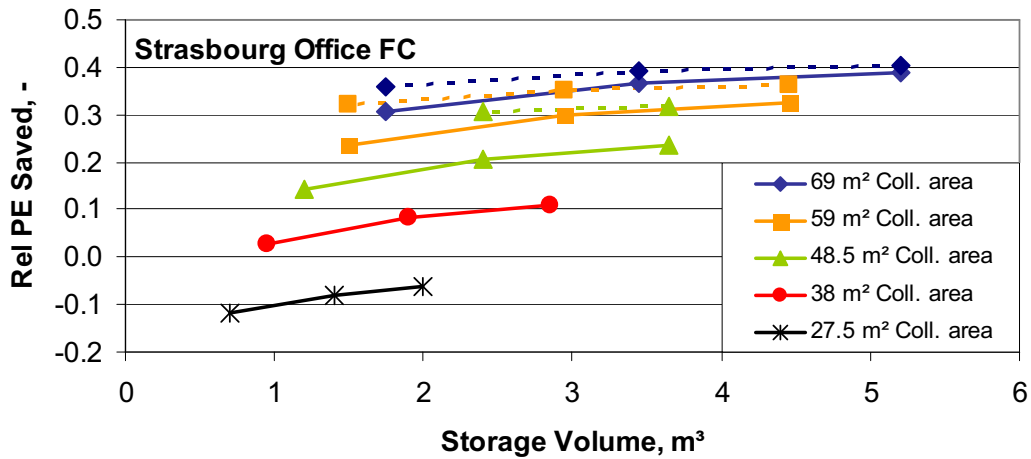 Strasbourg Office FC
Rel PE Saved, -
0.5
0.4
0.3
0.2
0.1
0.0
-0.1
-0.2
0 1 2 3 4 5 6
Storage Volume, m³
69 m² Coll. area
59 m² Coll. area
48.5 m² Coll. area
38 m² Coll. area
27.5 m² Coll. area